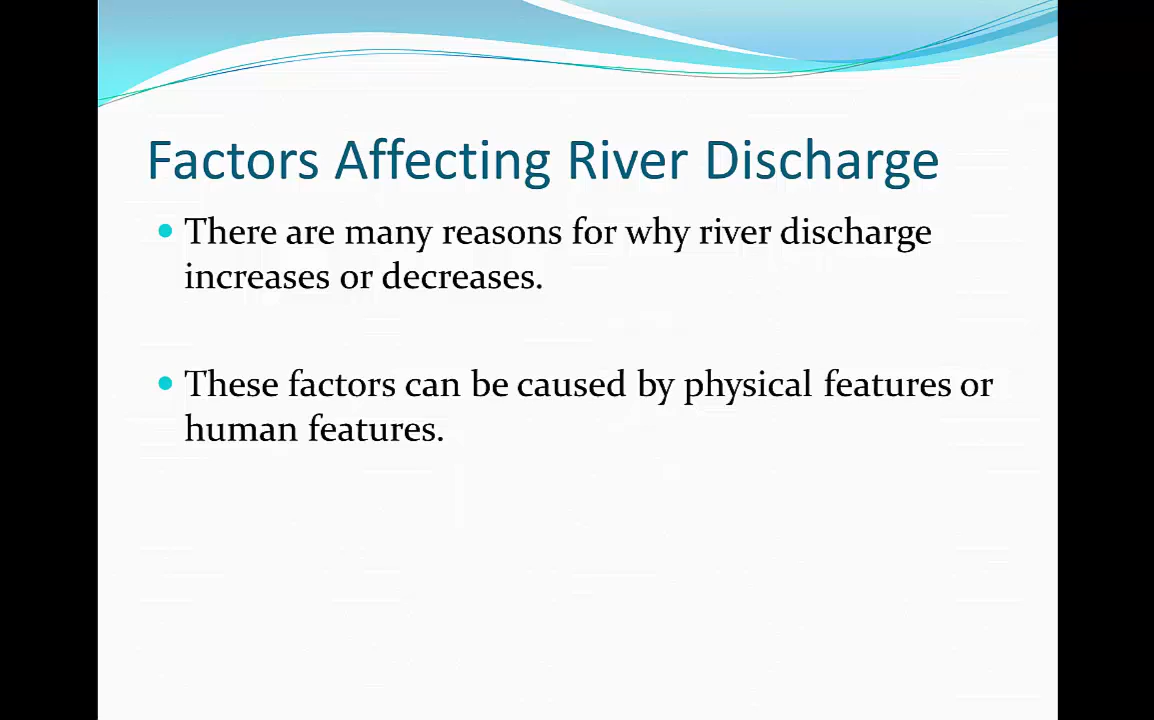 Factors Affecting River Discharge
There are many reasons for why river discharge
increases or decreases.
These factors can be caused by physical features or
human features.